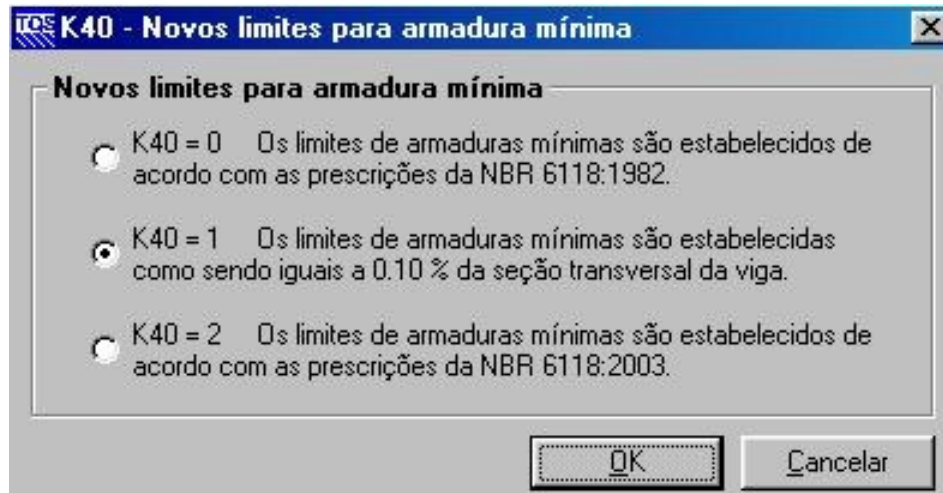 TQS K40 - Novos limites para armadura mínima
Novos limites para armadura mínima
K40 = 0 Os limites de armaduras mínimas são estabelecidos de
acordo com as prescrições da NBR 6118:1982.
K40 = 1 Os limites de armaduras mínimas são estabelecidas
como sendo iguais a 0.10 % da seção transversal da viga.
K40 = 2 Os limites de armaduras mínimas são estabelecidos de
acordo com as prescrições da NBR 6118:2003.
OK Cancelar